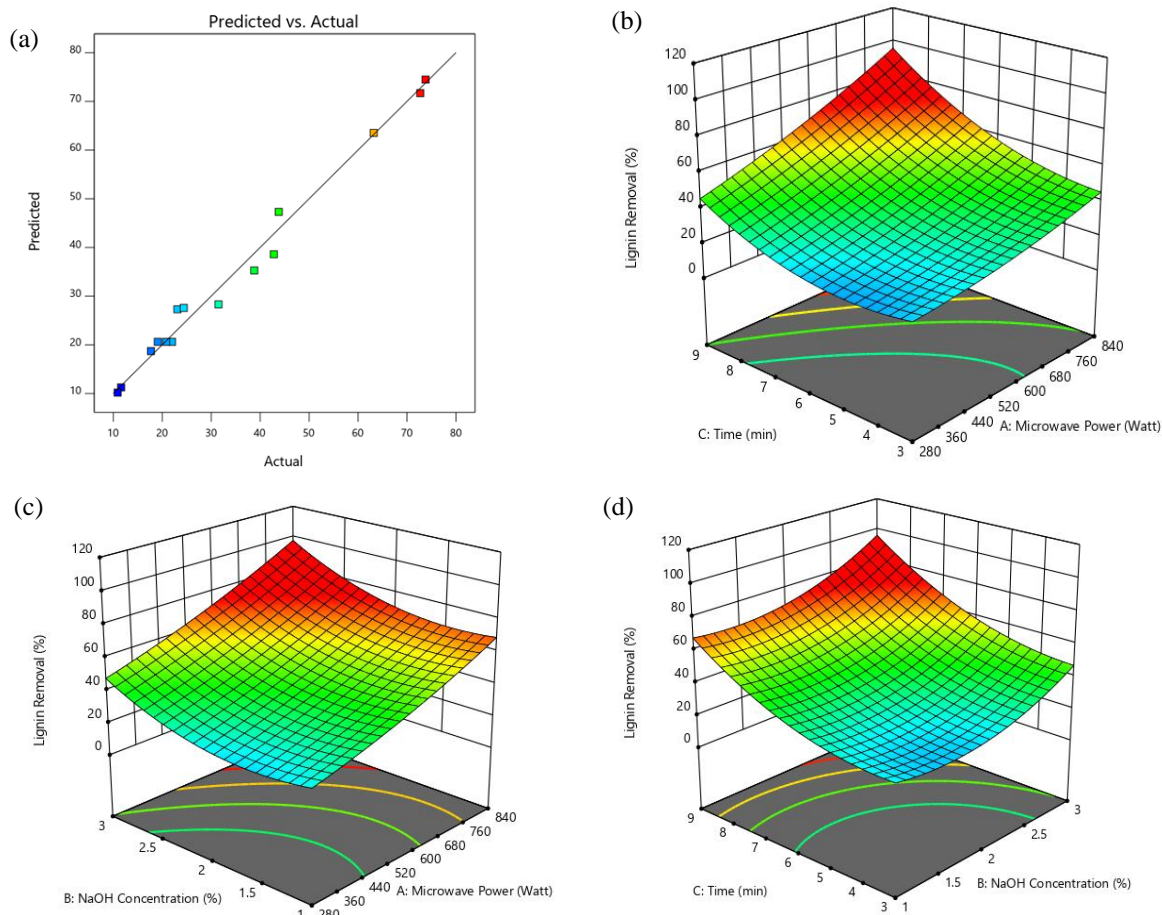 (a)
Predicted vs. Actual
80
70
60
50
40
30
20
10
Predicted
10 20 30 40 50 60 70 80
Actual
(b)
120
100
80
60
40
20
0
Lignin Removal (%)
9 8 7 6 5 4 3
C: Time (min)
280 360 440 520 600 680 760 840
A: Microwave Power (Watt)
(c)
120
100
80
60
40
20
0
Lignin Removal (%)
3 2.5 2 1.5 1
B: NaOH Concentration (%)
280 360 440 520 600 680 760 840
A: Microwave Power (Watt)
(d)
120
100
80
60
40
20
0
Lignin Removal (%)
9 8 7 6 5 4 3
C: Time (min)
1 1.5 2 2.5 3
B: NaOH Concentration (%)